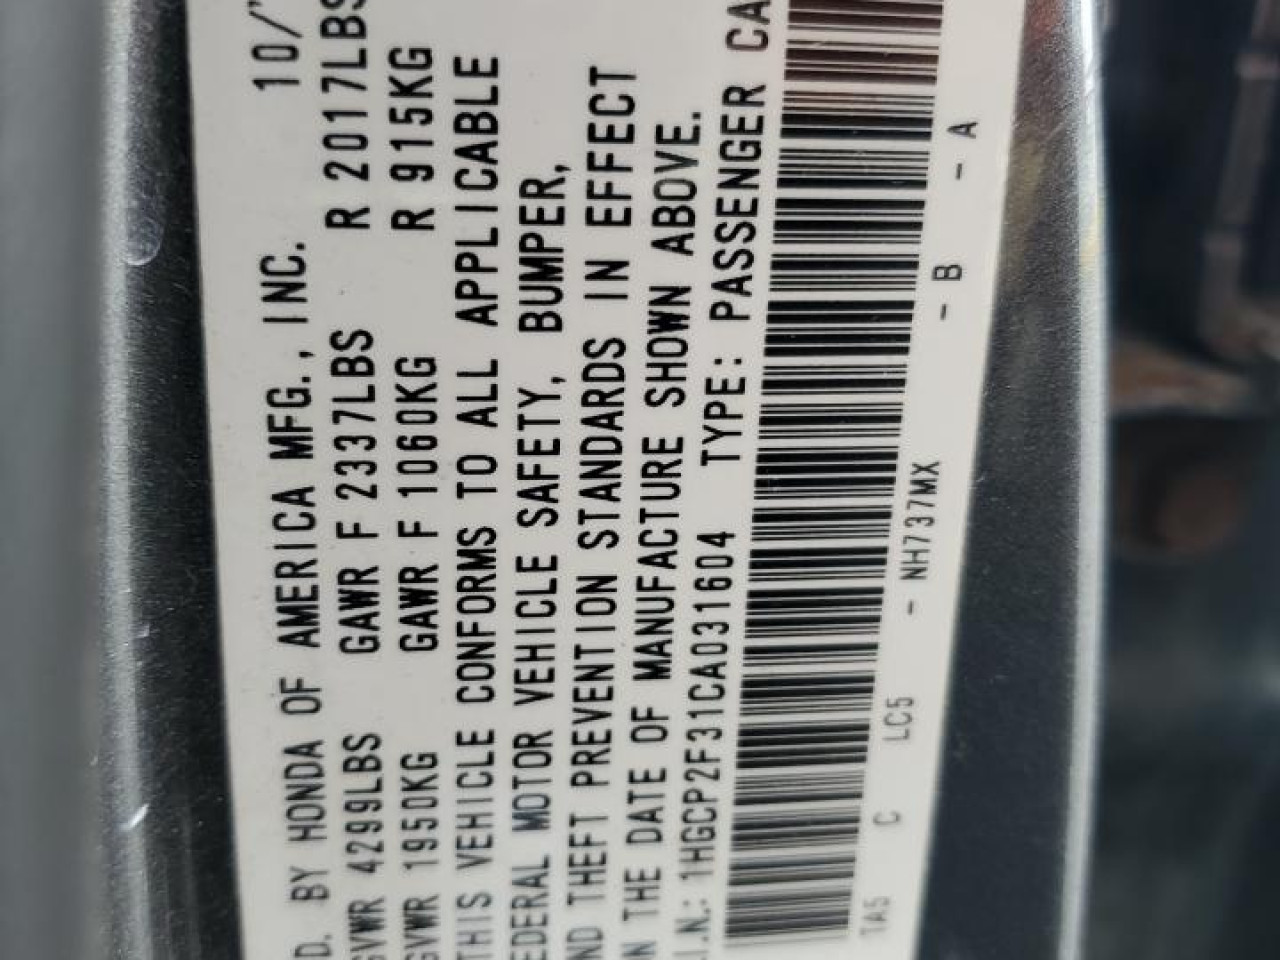 D. BY HONDA OF AMERICA MFG., INC. 10/
GVWR 4299LBS GAWR F 2337LBS R 2017LBS
GVWR 1950KG GAWR F 1060KG R 915KG
THIS VEHICLE CONFORMS TO ALL APPLICABLE
EDERAL MOTOR VEHICLE SAFETY, BUMPER,
ND THEFT PREVENTION STANDARDS IN EFFECT
N THE DATE OF MANUFACTURE SHOWN ABOVE.
.I.N.: 1HGCP2F31CA031604 TYPE: PASSENGER CA
TA5 C LC5 - NH737MX - B - A